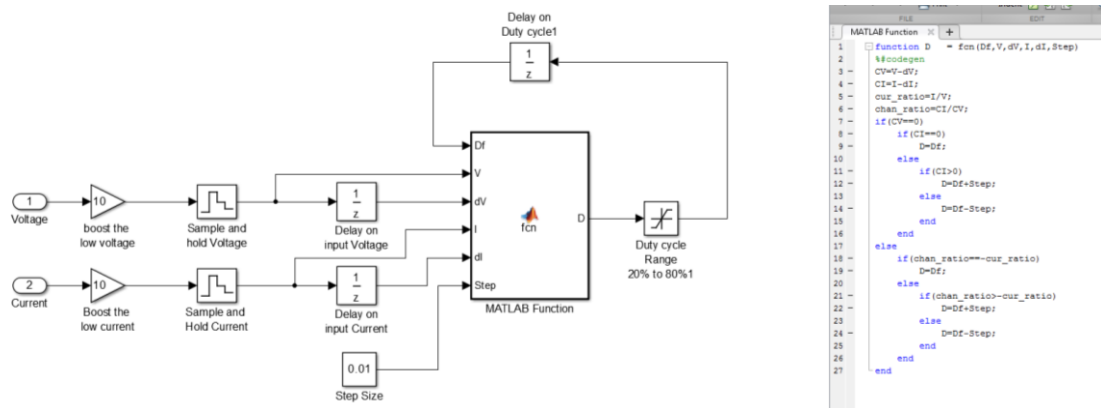 Delay on
Duty cycle1
1
z
Df
V
dV
I
dI
Step
fcn
D
MATLAB Function
1
Voltage
10
boost the
low voltage
Sample and
hold Voltage
1
z
Delay on
input Voltage
2
Current
10
Boost the
low current
Sample and
Hold Current
1
z
Delay on
input Current
0.01
Step Size
Duty cycle
Range
20% to 80%1
FILE
EDIT
MATLAB Function
1 function D = fcn(Df,V,dV,I,dI,Step)
2 %#codegen
3 - CV=V-dV;
4 - CI=I-dI;
5 - cur_ratio=I/V;
6 - chan_ratio=CI/CV;
7 - if(CV==0)
8 - if(CI==0)
9 - D=Df;
10 else
11 - if(CI>0)
12 - D=Df+Step;
13 else
14 - D=Df-Step;
15 end
16 end
17 else
18 - if(chan_ratio==-cur_ratio)
19 - D=Df;
20 else
21 - if(chan_ratio>-cur_ratio)
22 - D=Df+Step;
23 else
24 - D=Df-Step;
25 end
26 end
27 end